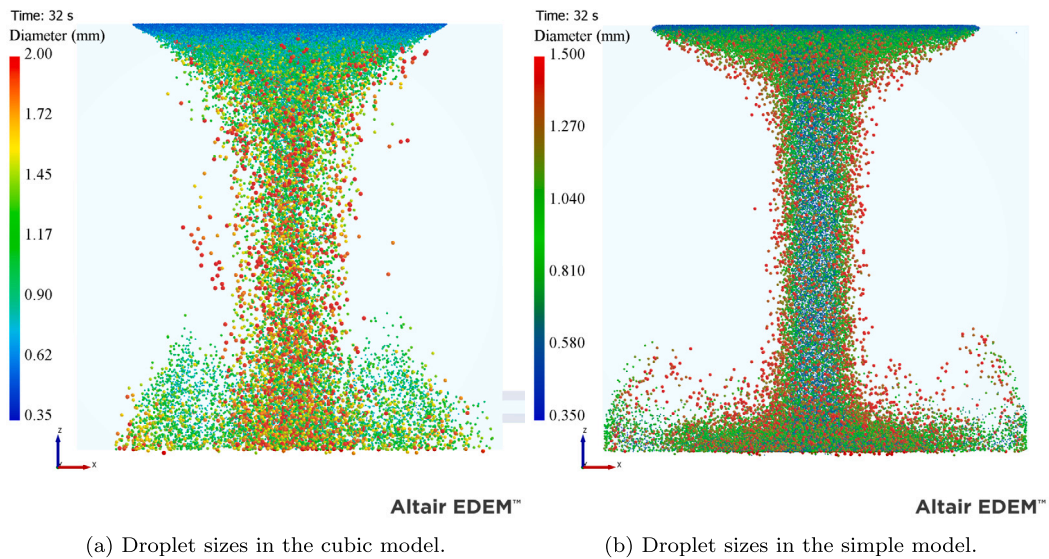 Time: 32 s
Diameter (mm)
2.00
1.72
1.45
1.17
0.90
0.62
0.35
z
x
Altair EDEM™
(a) Droplet sizes in the cubic model.
Time: 32 s
Diameter (mm)
1.500
1.270
1.040
0.810
0.580
0.350
z
x
Altair EDEM™
(b) Droplet sizes in the simple model.